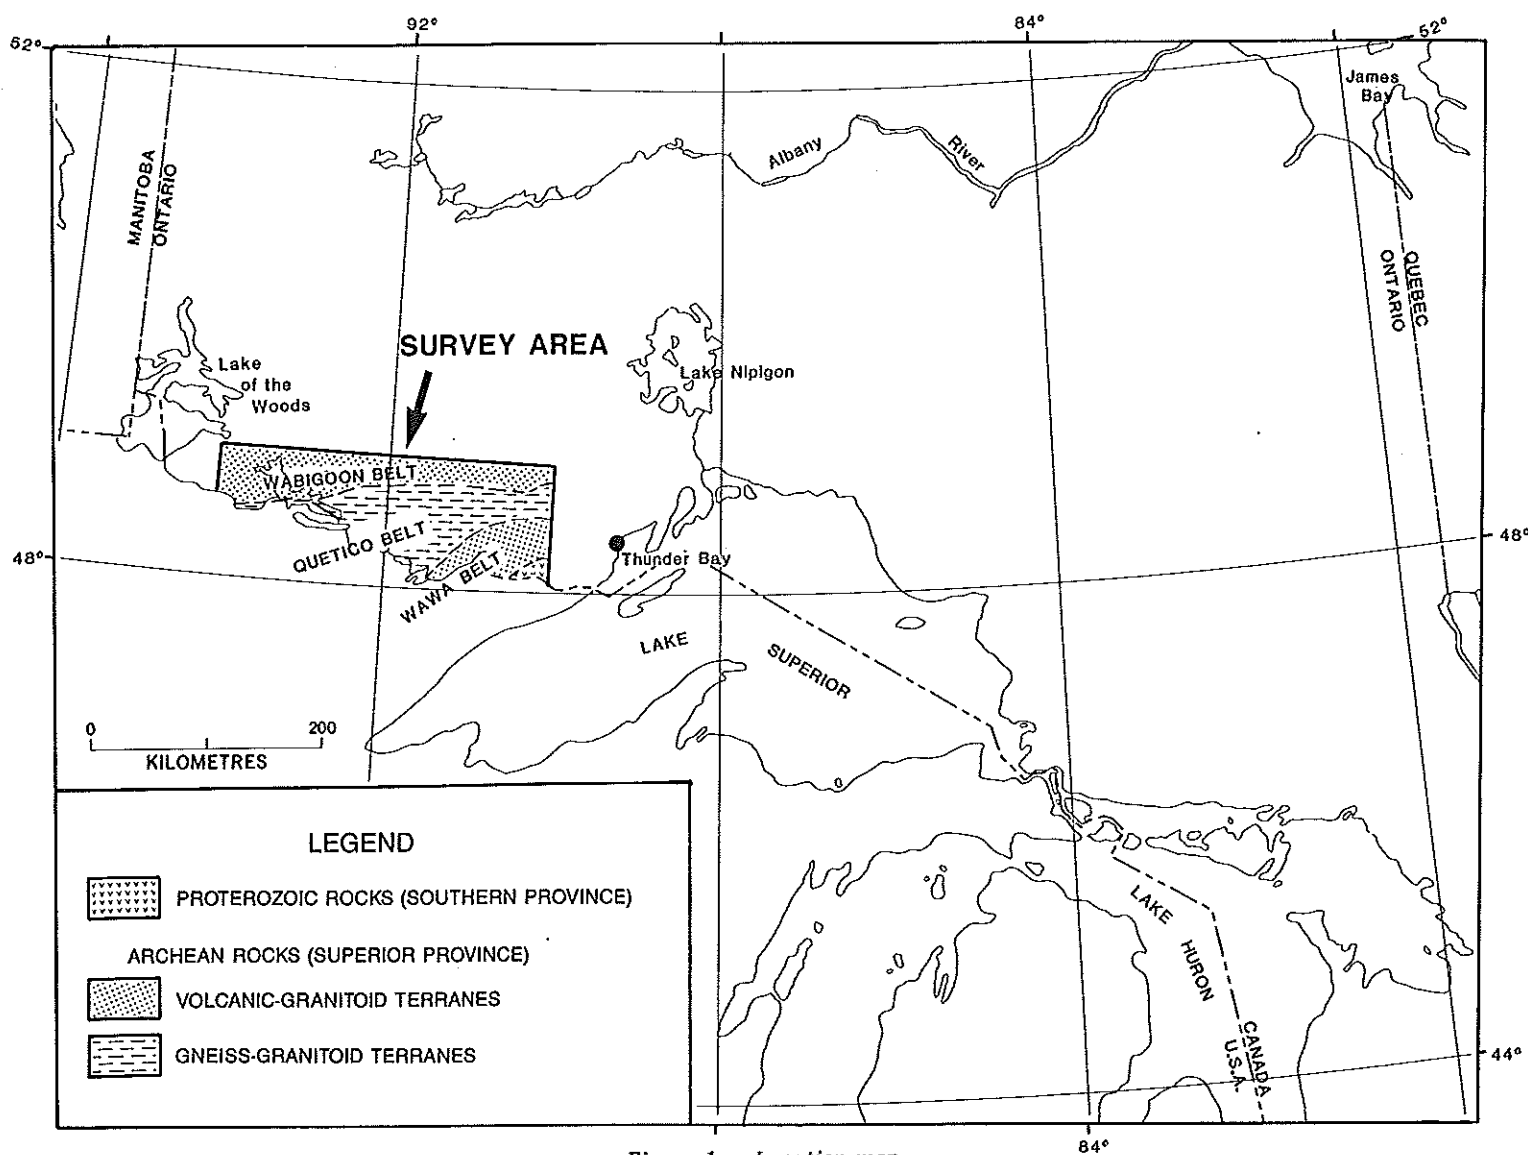 92°
84°
52°
52°
James
Bay
Albany
River
MANITOBA
ONTARIO
QUEBEC
ONTARIO
SURVEY AREA
Lake
of the
Woods
Lake Nipigon
WABIGOON BELT
QUETICO BELT
WAWA BELT
Thunder Bay
48°
48°
LAKE
SUPERIOR
0
200
KILOMETRES
LEGEND
PROTEROZOIC ROCKS (SOUTHERN PROVINCE)
ARCHEAN ROCKS (SUPERIOR PROVINCE)
VOLCANIC-GRANITOID TERRANES
GNEISS-GRANITOID TERRANES
LAKE
HURON
CANADA
U.S.A.
44°
84°